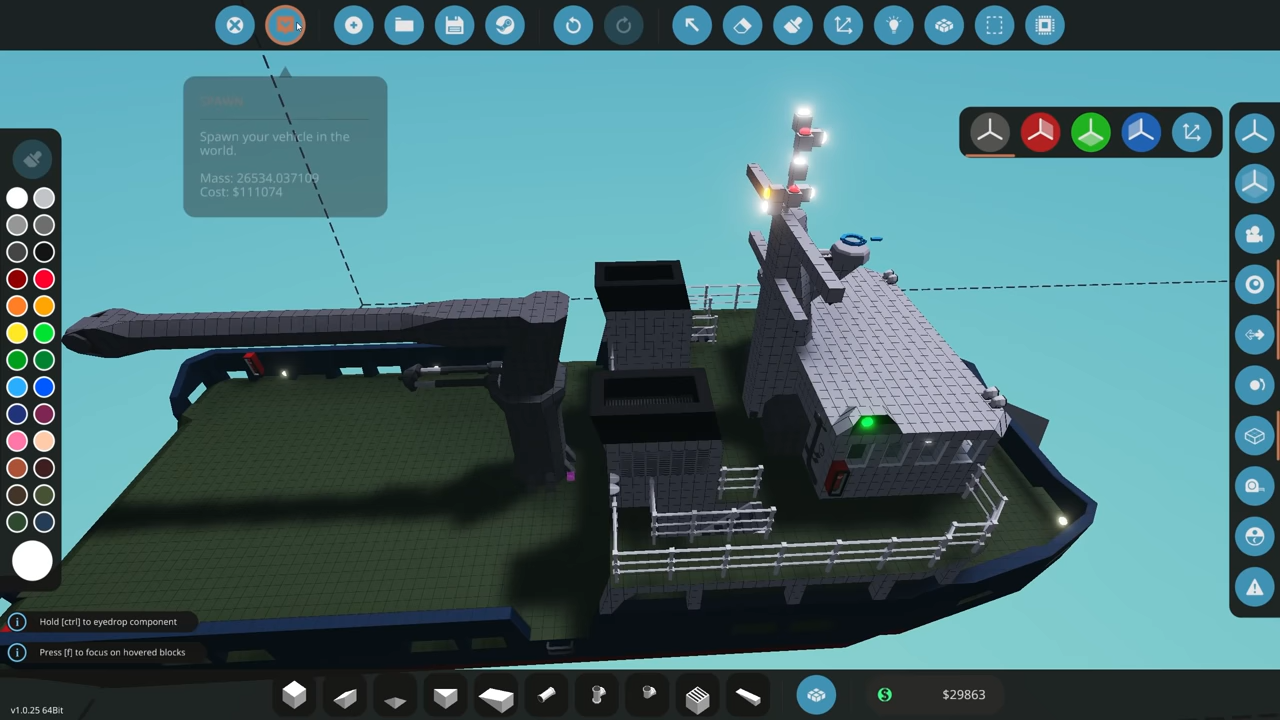 SPAWN
Spawn your vehicle in the
world.
Mass: 26534.037109
Cost: $111074
Hold [ctrl] to eyedrop component
Press [f] to focus on hovered blocks
v1.0.25 64Bit
$
$29863